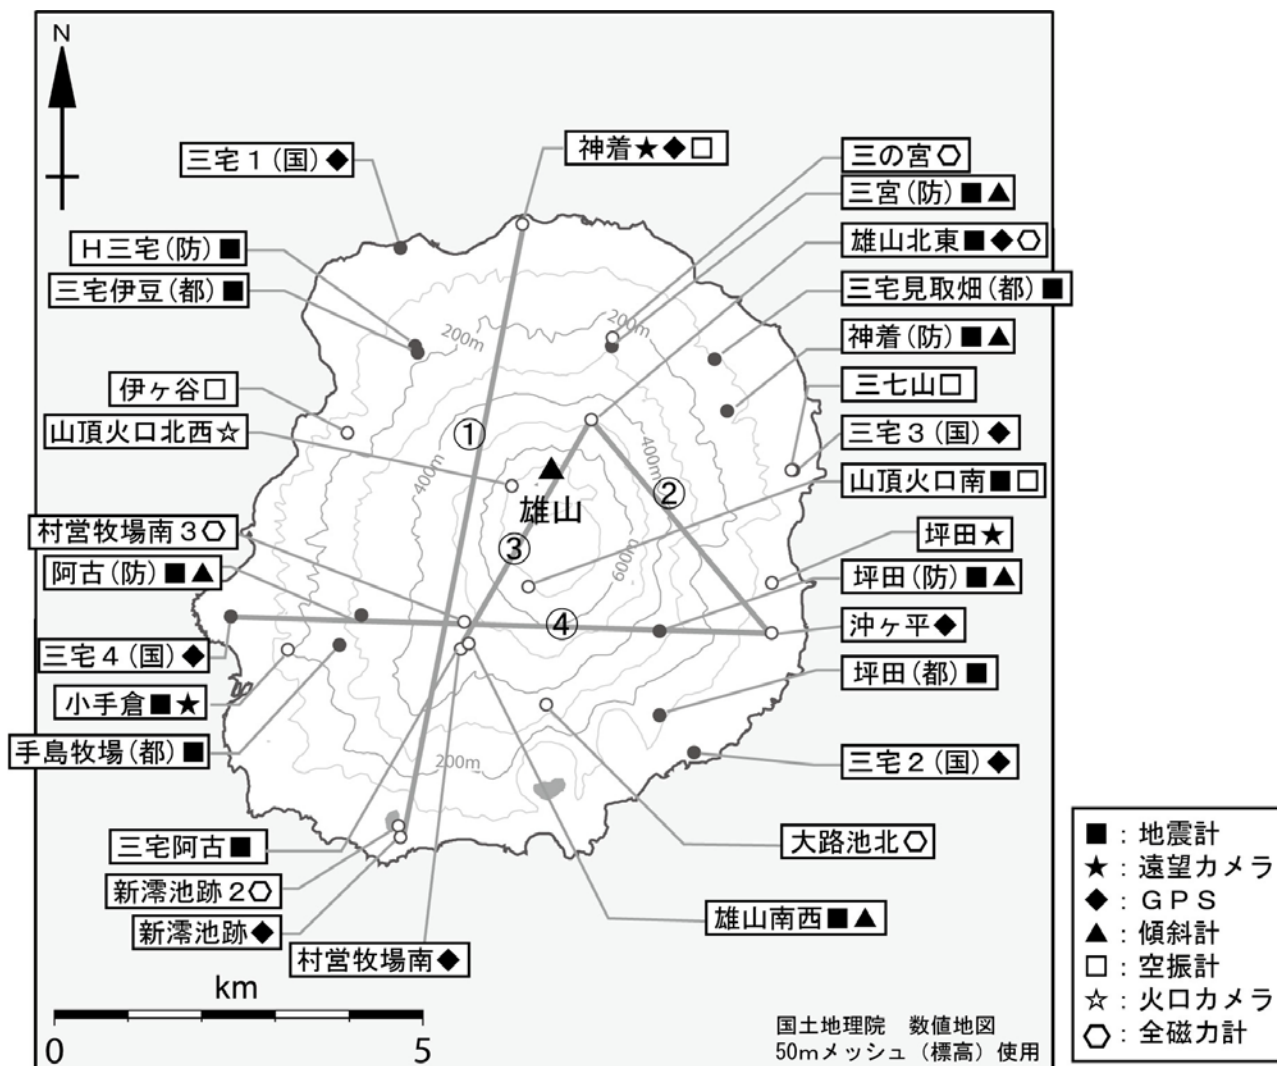 N
三宅1(国)◆
神着★◆□
三の宮⬡
三宮(防)■▲
H三宅(防)■
雄山北東■◆⬡
三宅伊豆(都)■
三宅見取畑(都)■
200m
200m
神着(防)■▲
伊ヶ谷□
三七山□
山頂火口北西☆
①
400m
三宅3(国)◆
400m
山頂火口南■□
②
雄山
村営牧場南3⬡
坪田★
③
600m
阿古(防)■▲
坪田(防)■▲
④
沖ヶ平◆
三宅4(国)◆
坪田(都)■
小手倉■★
手島牧場(都)■
200m
三宅2(国)◆
三宅阿古■
大路池北⬡
新澪池跡2⬡
新澪池跡◆
雄山南西■▲
村営牧場南◆
km
0 5
国土地理院 数値地図
50mメッシュ(標高)使用
■:地震計
★:遠望カメラ
◆:GPS
▲:傾斜計
□:空振計
☆:火口カメラ
⬡:全磁力計